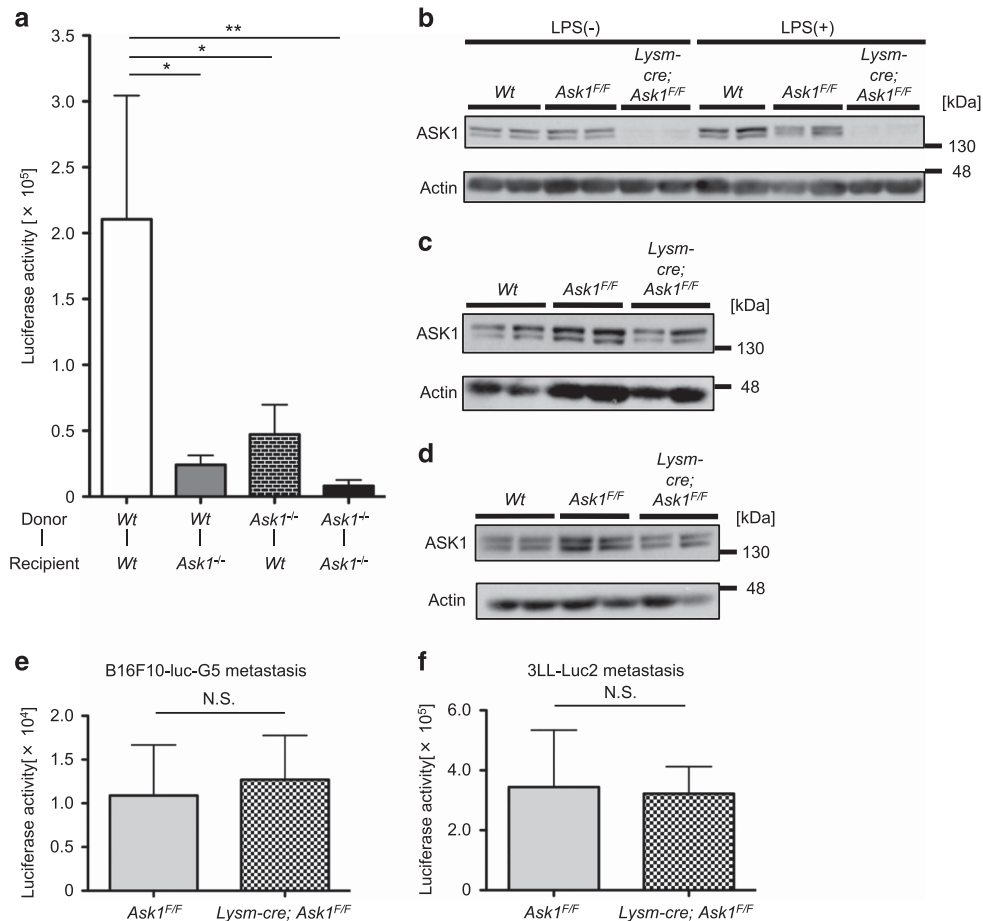 a
**
*
*
3.5
3.0
2.5
2.0
1.5
1.0
0.5
0
Luciferase activity [ × 10⁵]
Donor Wt Wt Ask1⁻/⁻ Ask1⁻/⁻
Recipient Wt Ask1⁻/⁻ Wt Ask1⁻/⁻
b
LPS(-) LPS(+)
Wt Ask1F/F Lysm-cre; Ask1F/F Wt Ask1F/F Lysm-cre; Ask1F/F
[kDa]
ASK1
130
48
Actin
c
Wt Ask1F/F Lysm-cre; Ask1F/F
[kDa]
ASK1
130
Actin
48
d
Wt Ask1F/F Lysm-cre; Ask1F/F
[kDa]
ASK1
130
48
Actin
e
B16F10-luc-G5 metastasis
N.S.
2.0
1.5
1.0
0.5
0
Luciferase activity[ × 10⁴]
Ask1F/F Lysm-cre; Ask1F/F
f
3LL-Luc2 metastasis
N.S.
6.0
4.0
2.0
0
Luciferase activity[ × 10⁵]
Ask1F/F Lysm-cre; Ask1F/F